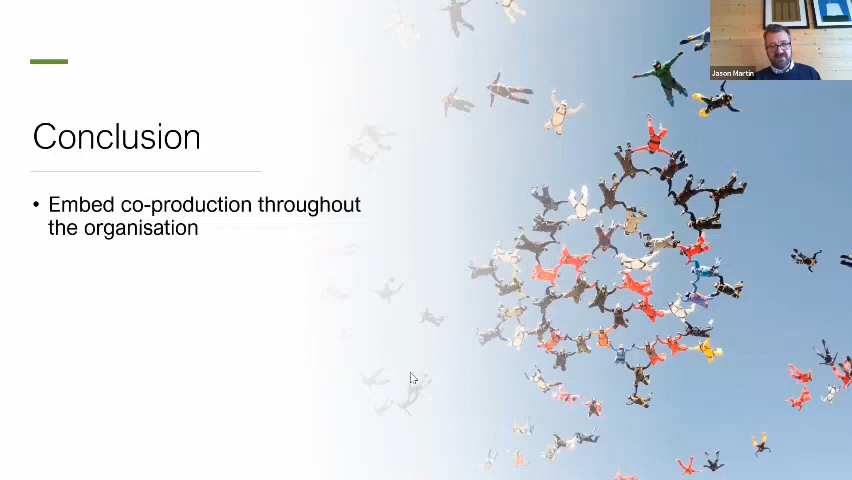 Jason Martin
Conclusion
• Embed co-production throughout
the organisation